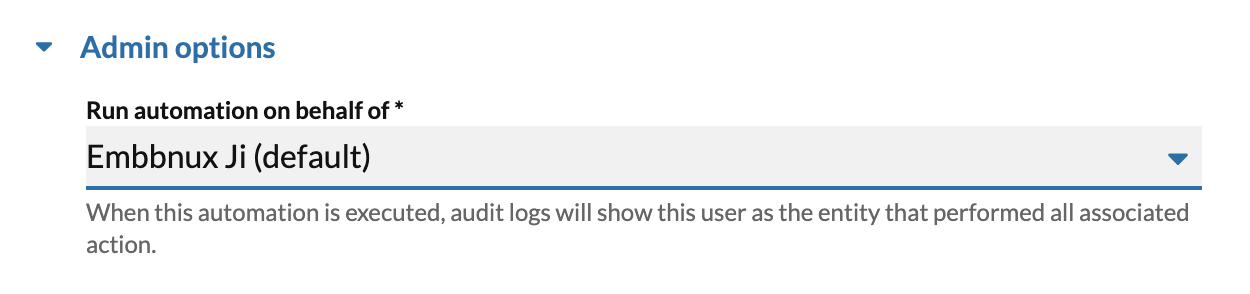 Admin options
Run automation on behalf of *
Embbnux Ji (default)
When this automation is executed, audit logs will show this user as the entity that performed all associated
action.